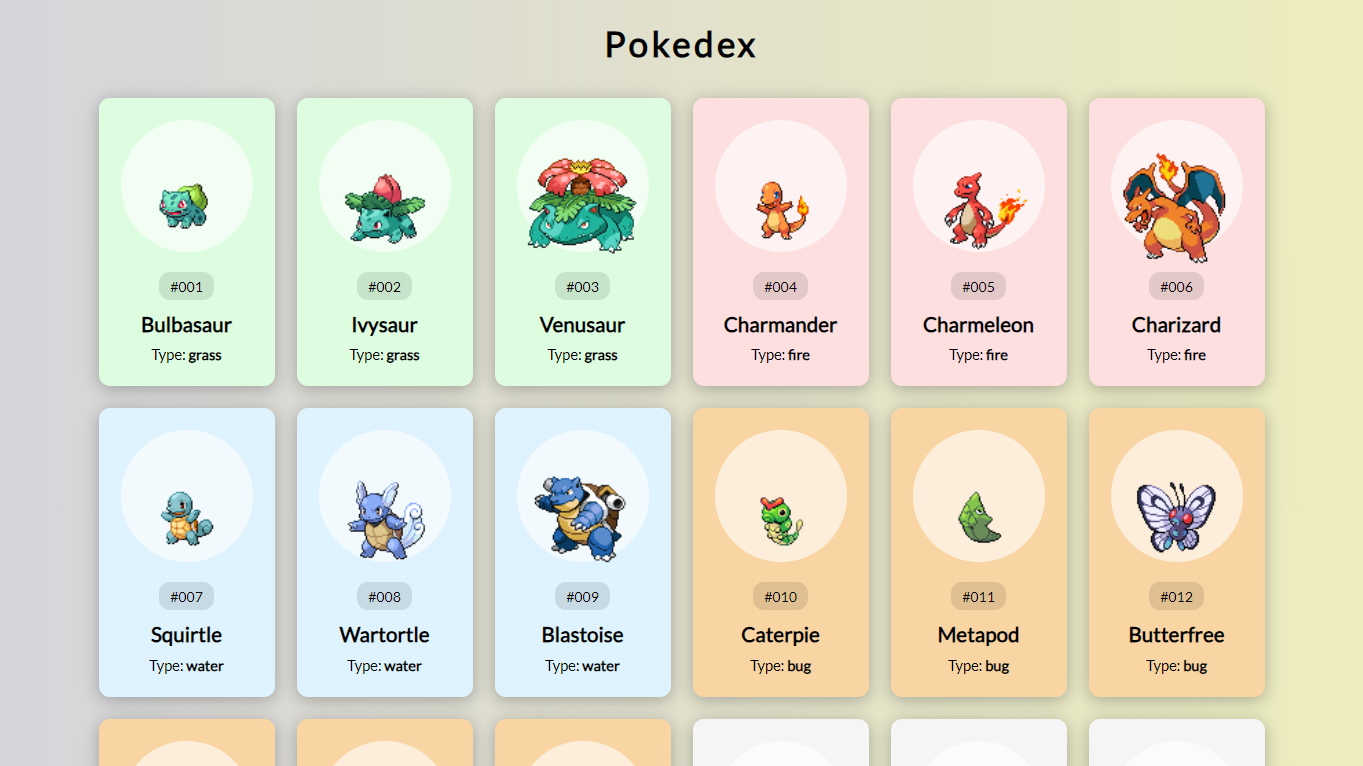 Pokedex
#001
Bulbasaur
Type: grass
#002
Ivysaur
Type: grass
#003
Venusaur
Type: grass
#004
Charmander
Type: fire
#005
Charmeleon
Type: fire
#006
Charizard
Type: fire
#007
Squirtle
Type: water
#008
Wartortle
Type: water
#009
Blastoise
Type: water
#010
Caterpie
Type: bug
#011
Metapod
Type: bug
#012
Butterfree
Type: bug